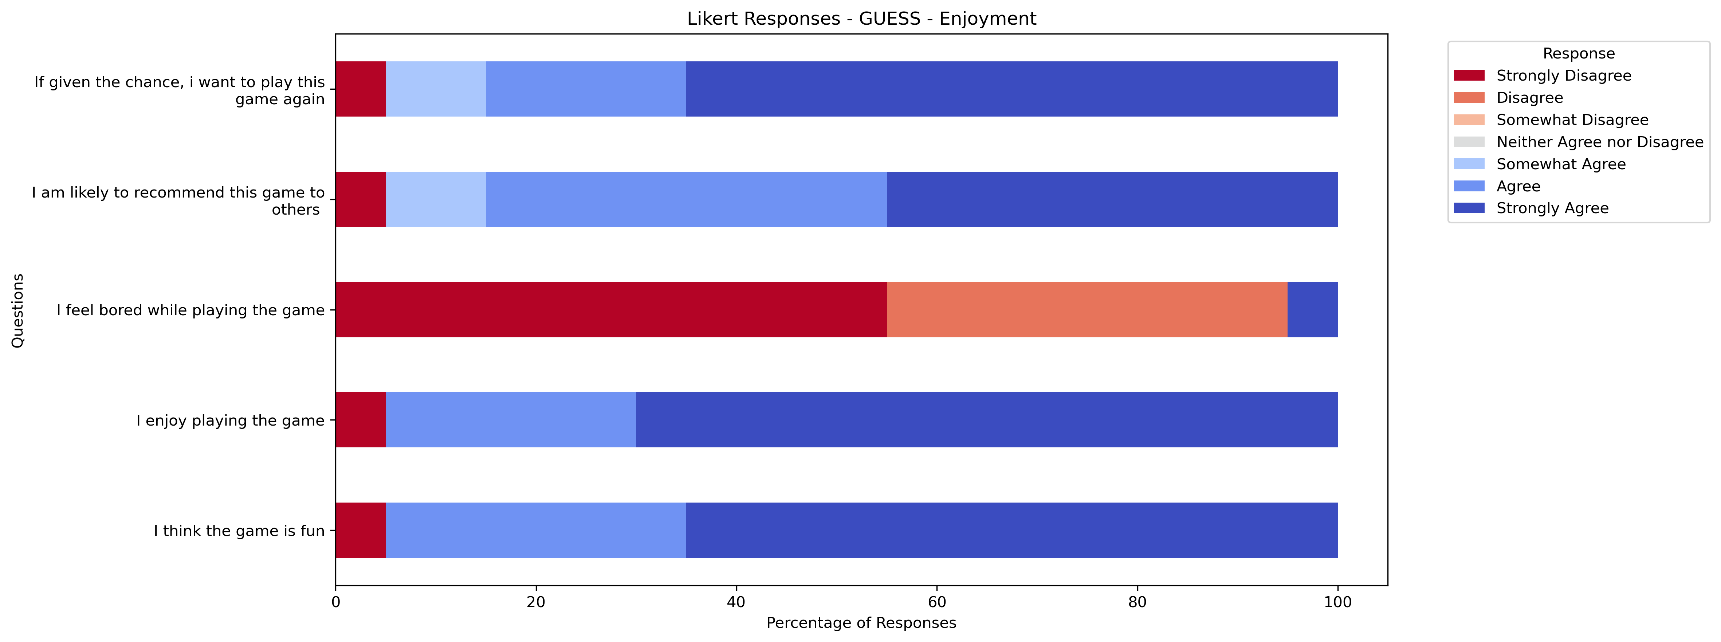 Likert Responses - GUESS - Enjoyment
If given the chance, i want to play this
game again
I am likely to recommend this game to
others
I feel bored while playing the game
I enjoy playing the game
I think the game is fun
Questions
0 20 40 60 80 100
Percentage of Responses
Response
Strongly Disagree
Disagree
Somewhat Disagree
Neither Agree nor Disagree
Somewhat Agree
Agree
Strongly Agree